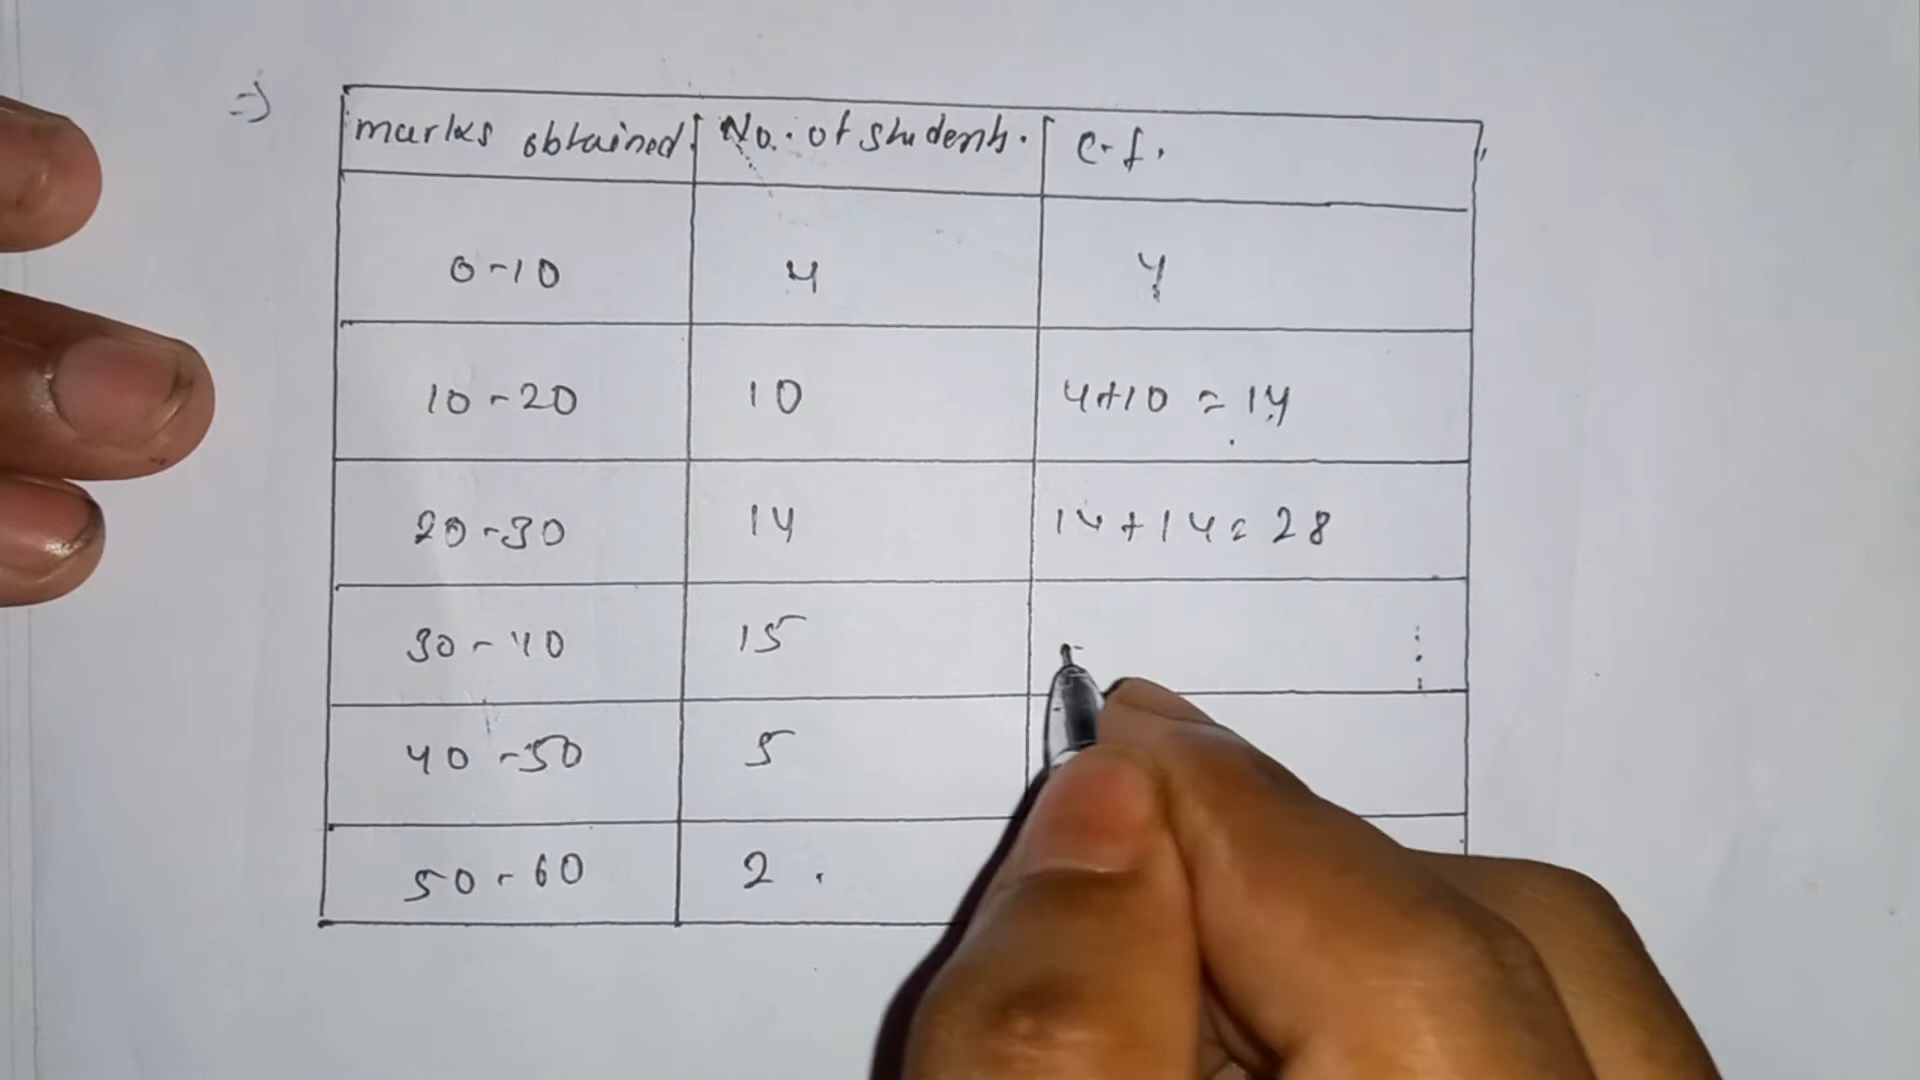 => marks obtained. No. of students. c.f.
0-10 4 4
10-20 10 4+10 = 14
20-30 14 14+14= 28
30-40 15
40-50 5
50-60 2.